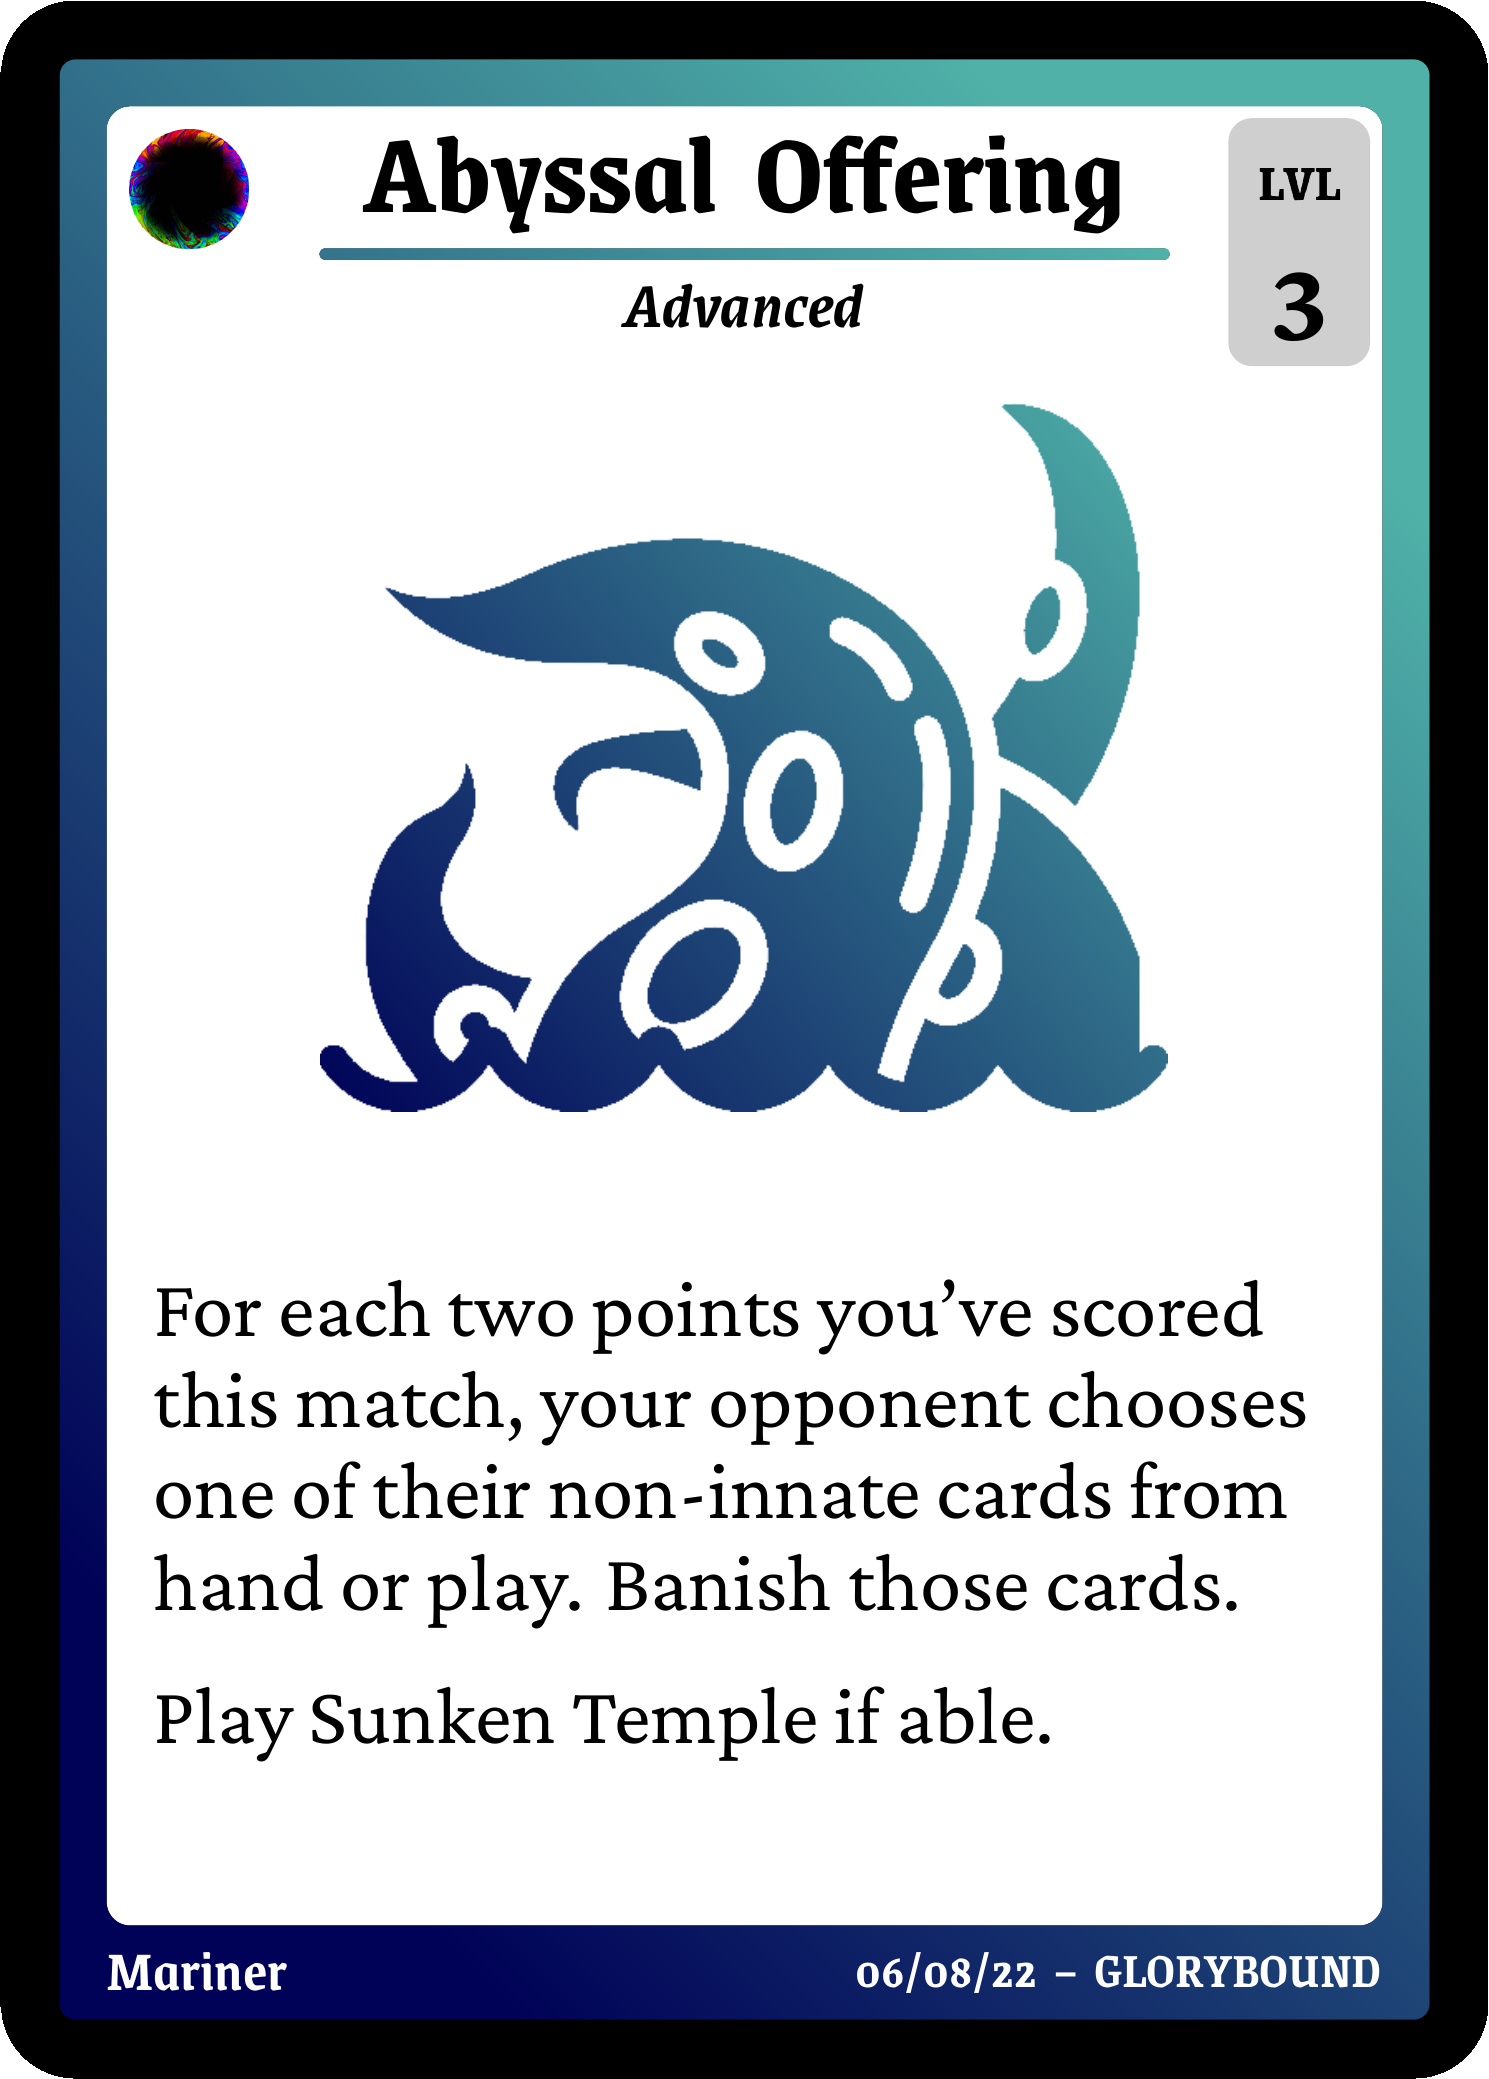 Abyssal Offering
LVL
3
Advanced
For each two points you’ve scored
this match, your opponent chooses
one of their non-innate cards from
hand or play. Banish those cards.
Play Sunken Temple if able.
Mariner
06/08/22 – GLORYBOUND